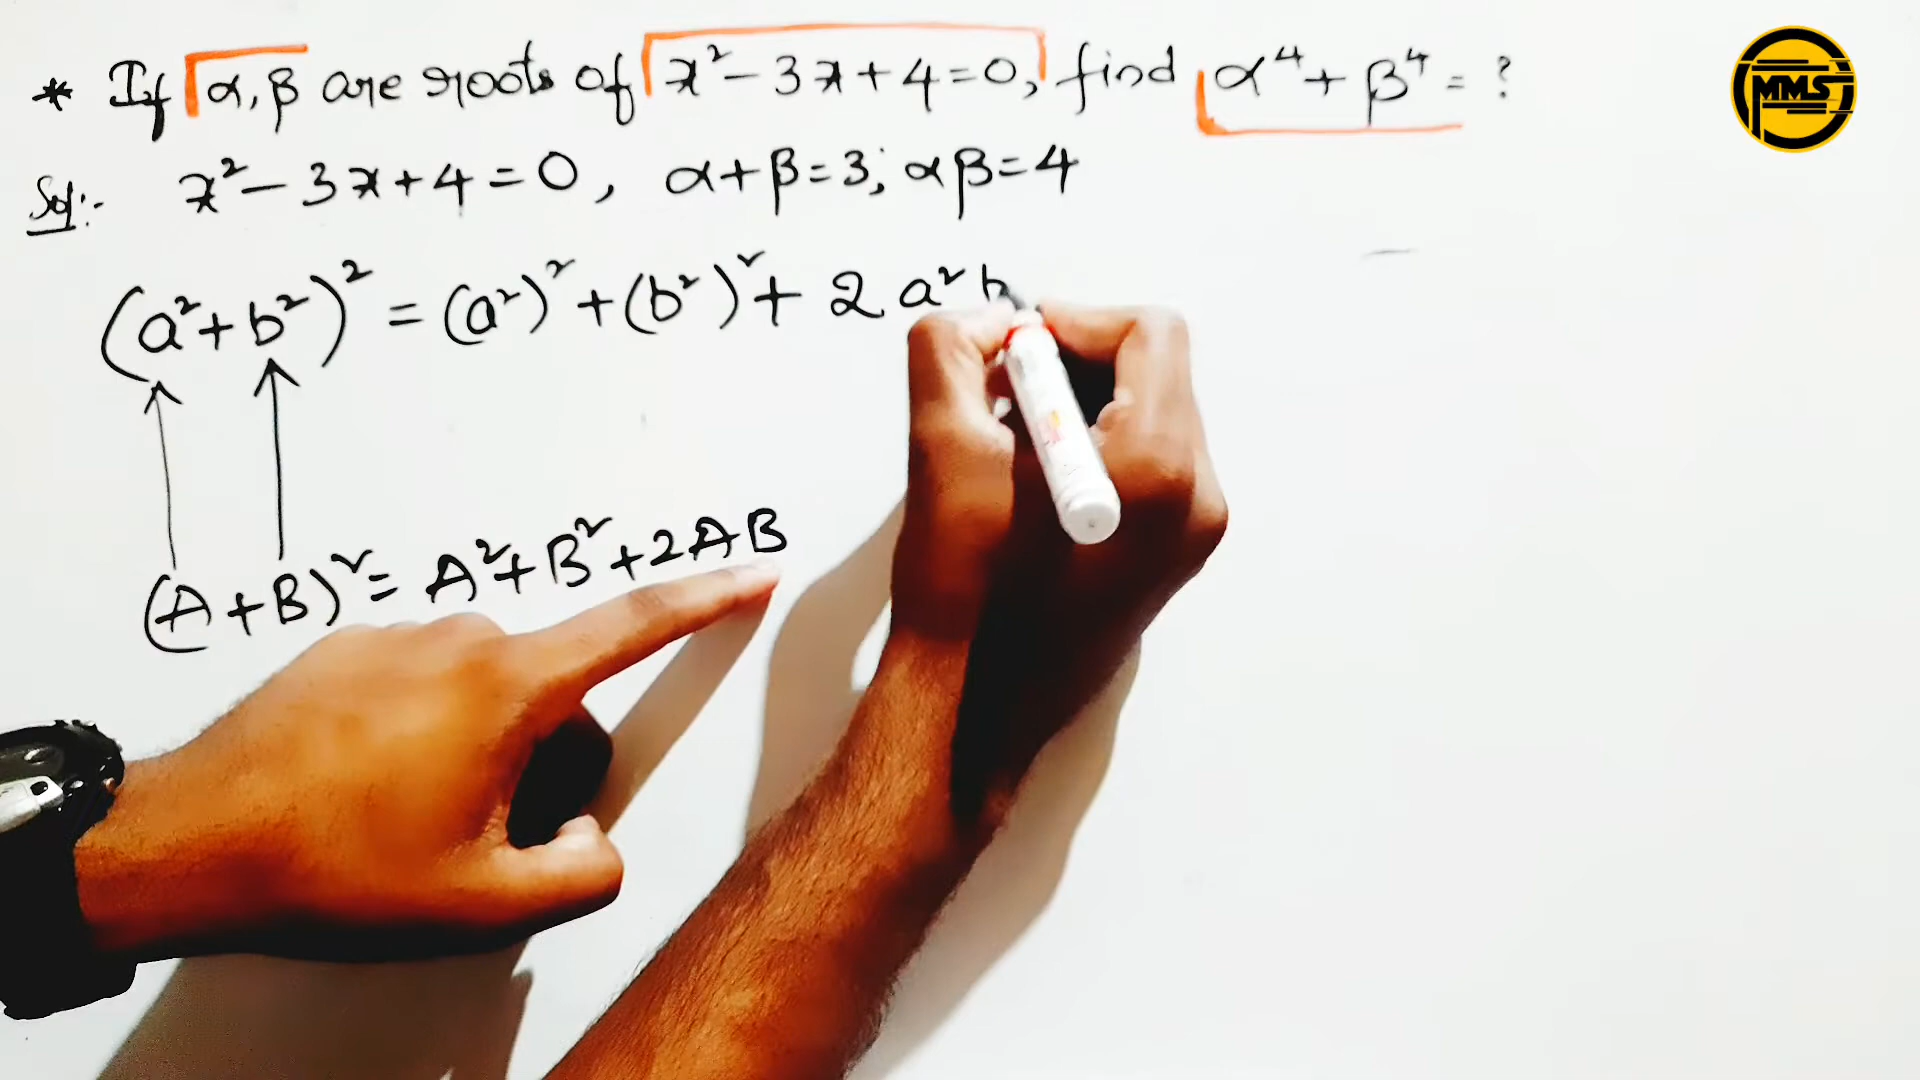 * If α, β are roots of x² - 3x + 4 = 0, find α⁴ + β⁴ = ?
MMS
Sol:- x² - 3x + 4 = 0, α + β = 3; αβ = 4
(a² + b²)² = (a²)² + (b²)² + 2 a² b
(A + B)² = A² + B² + 2AB